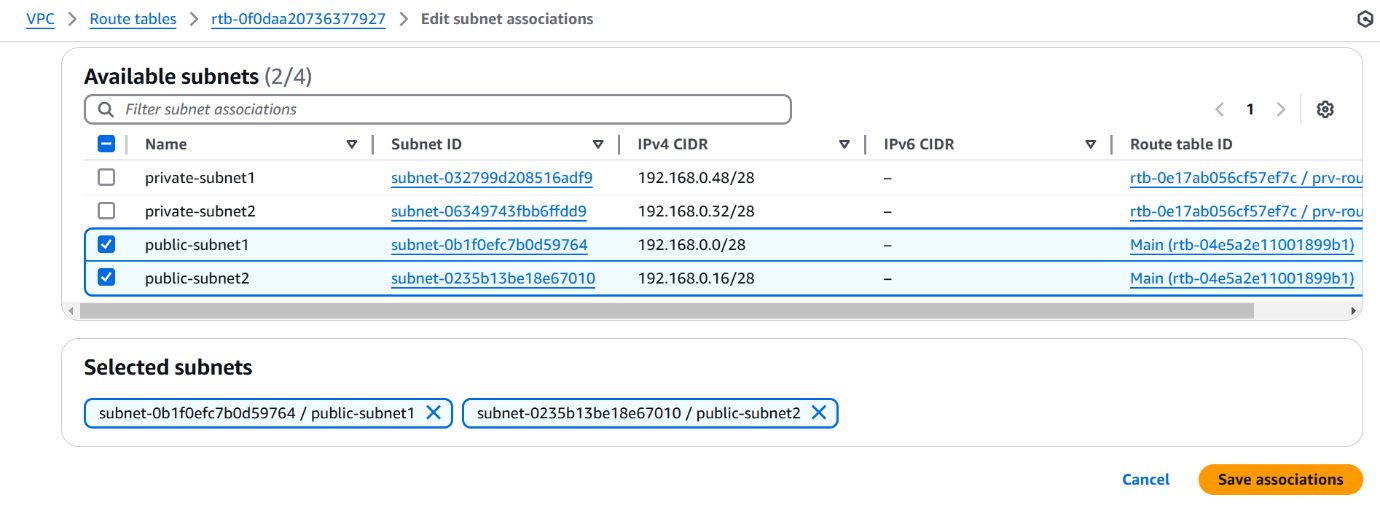 VPC > Route tables > rtb-0f0daa20736377927 > Edit subnet associations
Available subnets (2/4)
Filter subnet associations
1
Name Subnet ID IPv4 CIDR IPv6 CIDR Route table ID
private-subnet1 subnet-032799d208516adf9 192.168.0.48/28 – rtb-0e17ab056cf57ef7c / prv-rou
private-subnet2 subnet-06349743fbb6ffdd9 192.168.0.32/28 – rtb-0e17ab056cf57ef7c / prv-rou
public-subnet1 subnet-0b1f0efc7b0d59764 192.168.0.0/28 – Main (rtb-04e5a2e11001899b1)
public-subnet2 subnet-0235b13be18e67010 192.168.0.16/28 – Main (rtb-04e5a2e11001899b1)
Selected subnets
subnet-0b1f0efc7b0d59764 / public-subnet1 subnet-0235b13be18e67010 / public-subnet2
Cancel Save associations